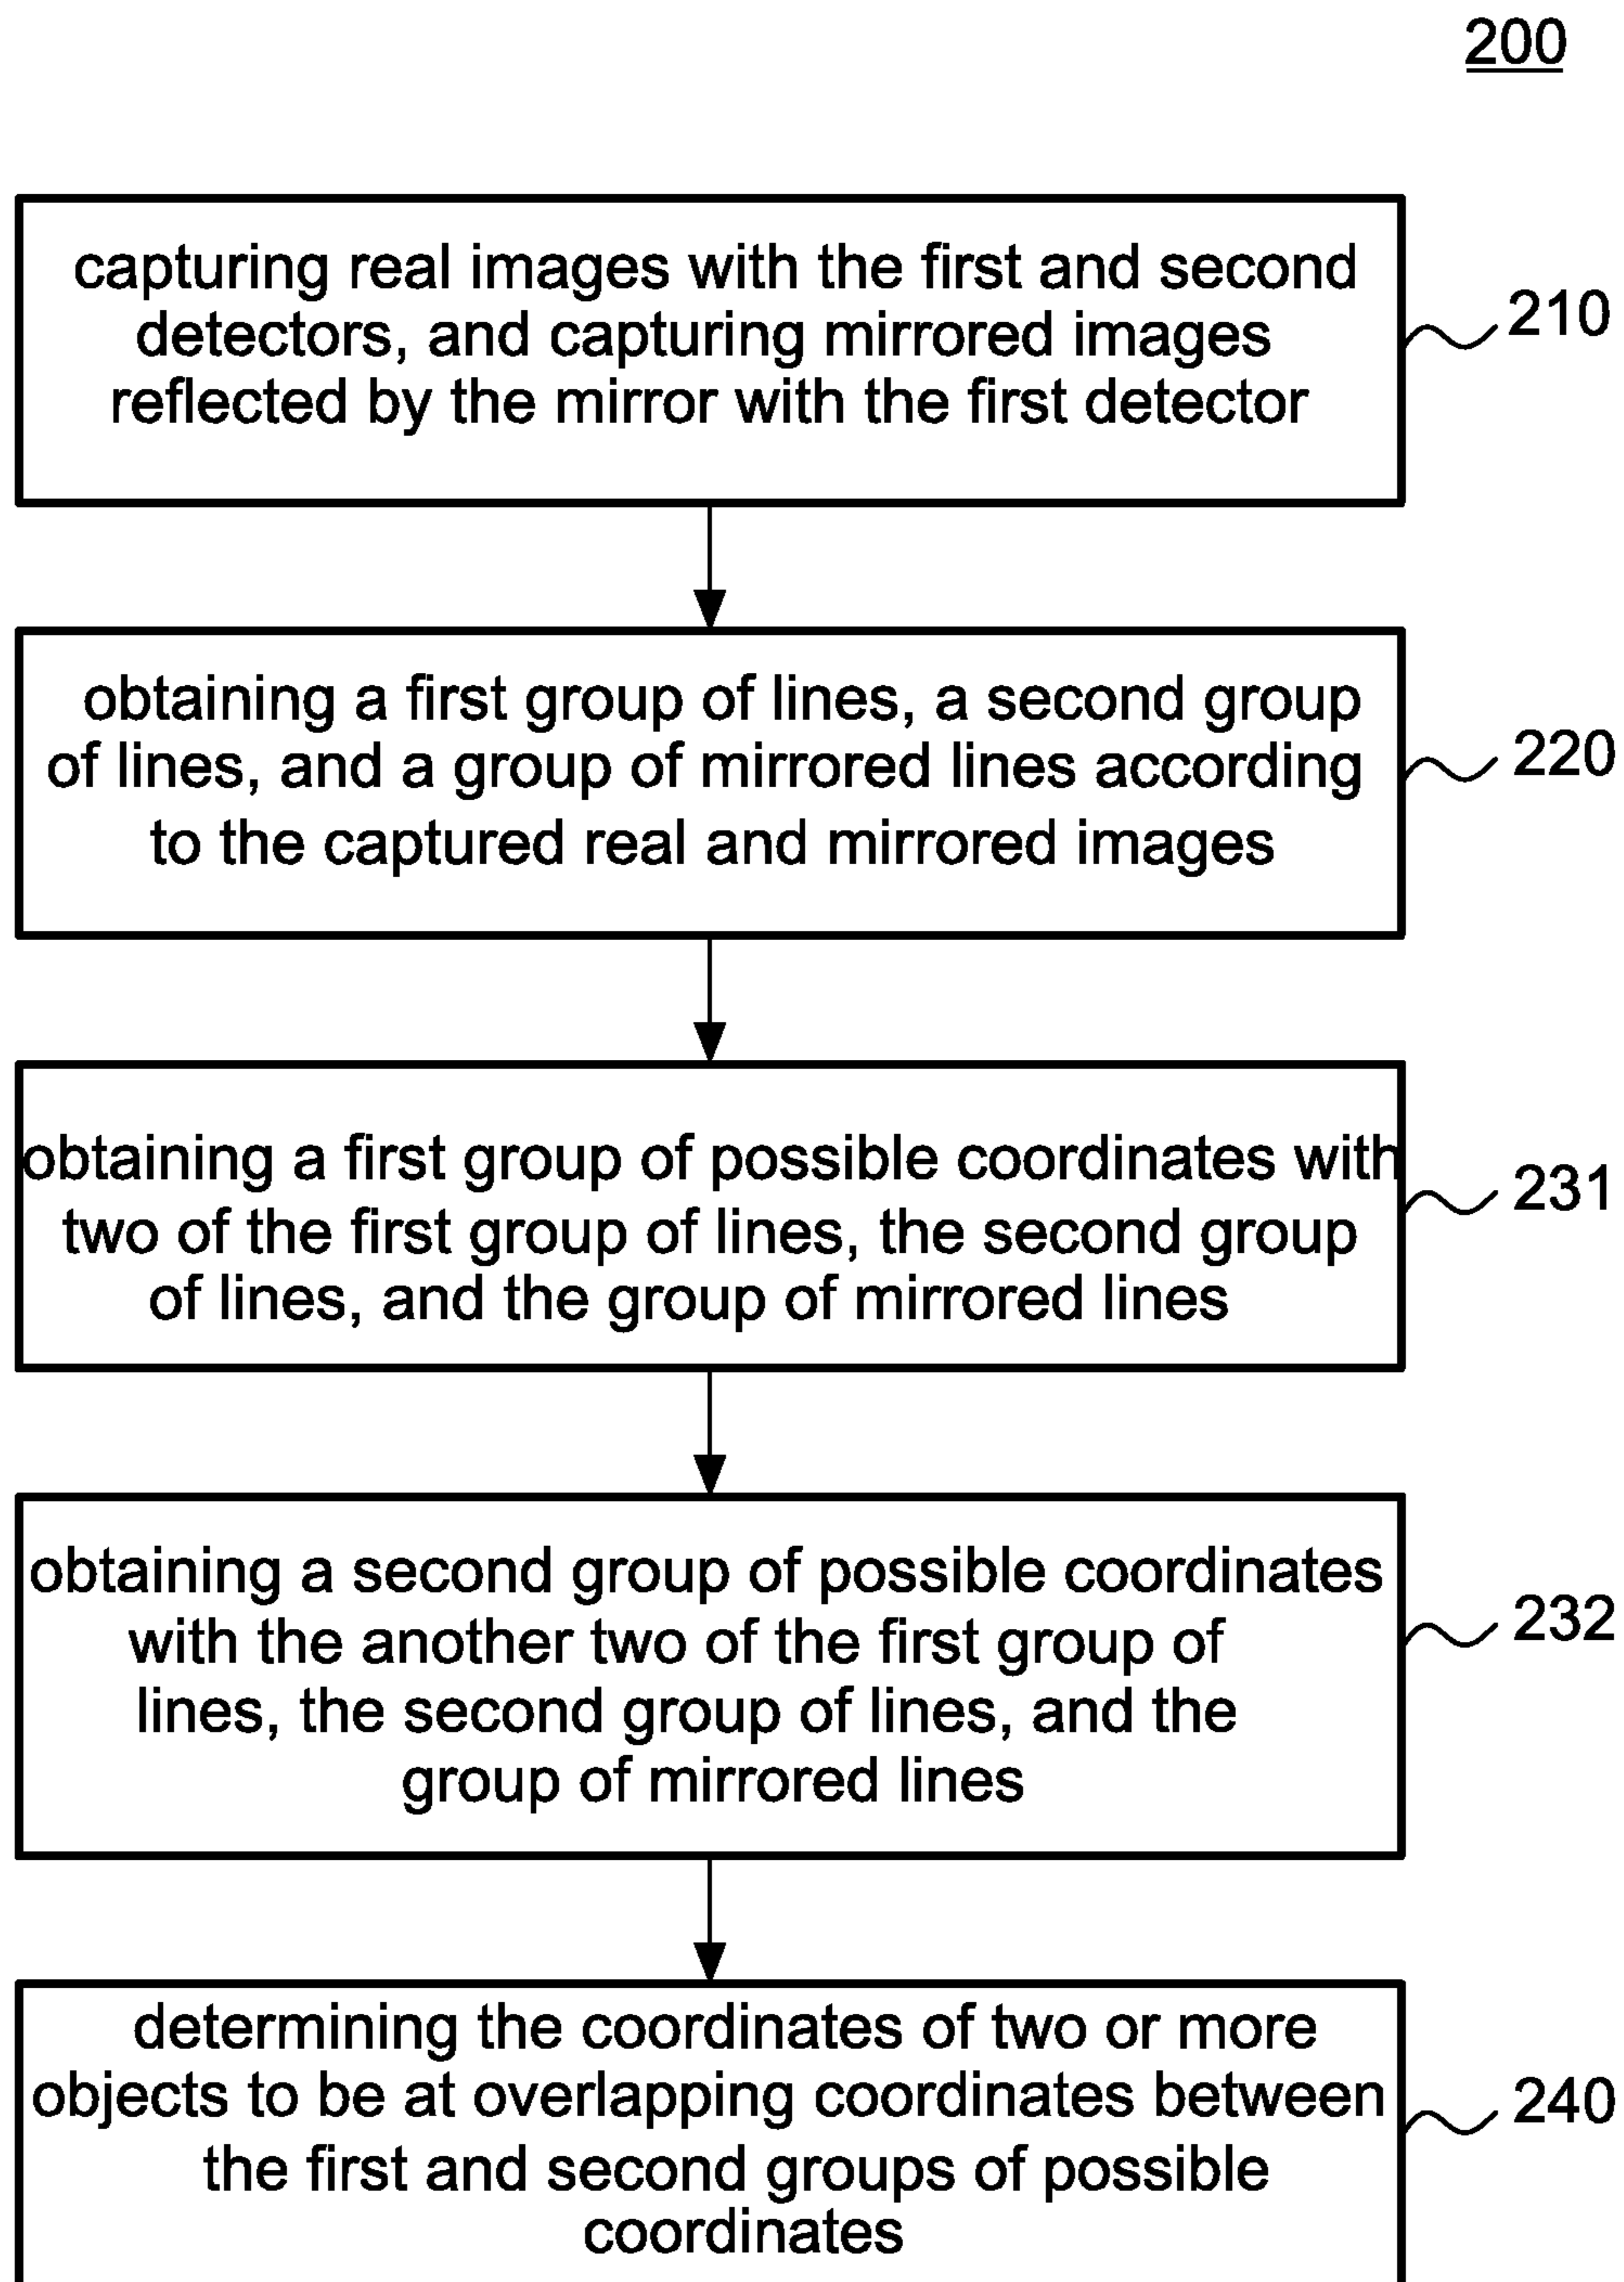 200
capturing real images with the first and second
detectors, and capturing mirrored images
reflected by the mirror with the first detector
210
obtaining a first group of lines, a second group
of lines, and a group of mirrored lines according
to the captured real and mirrored images
220
obtaining a first group of possible coordinates with
two of the first group of lines, the second group
of lines, and the group of mirrored lines
231
obtaining a second group of possible coordinates
with the another two of the first group of
lines, the second group of lines, and the
group of mirrored lines
232
determining the coordinates of two or more
objects to be at overlapping coordinates between
the first and second groups of possible
coordinates
240